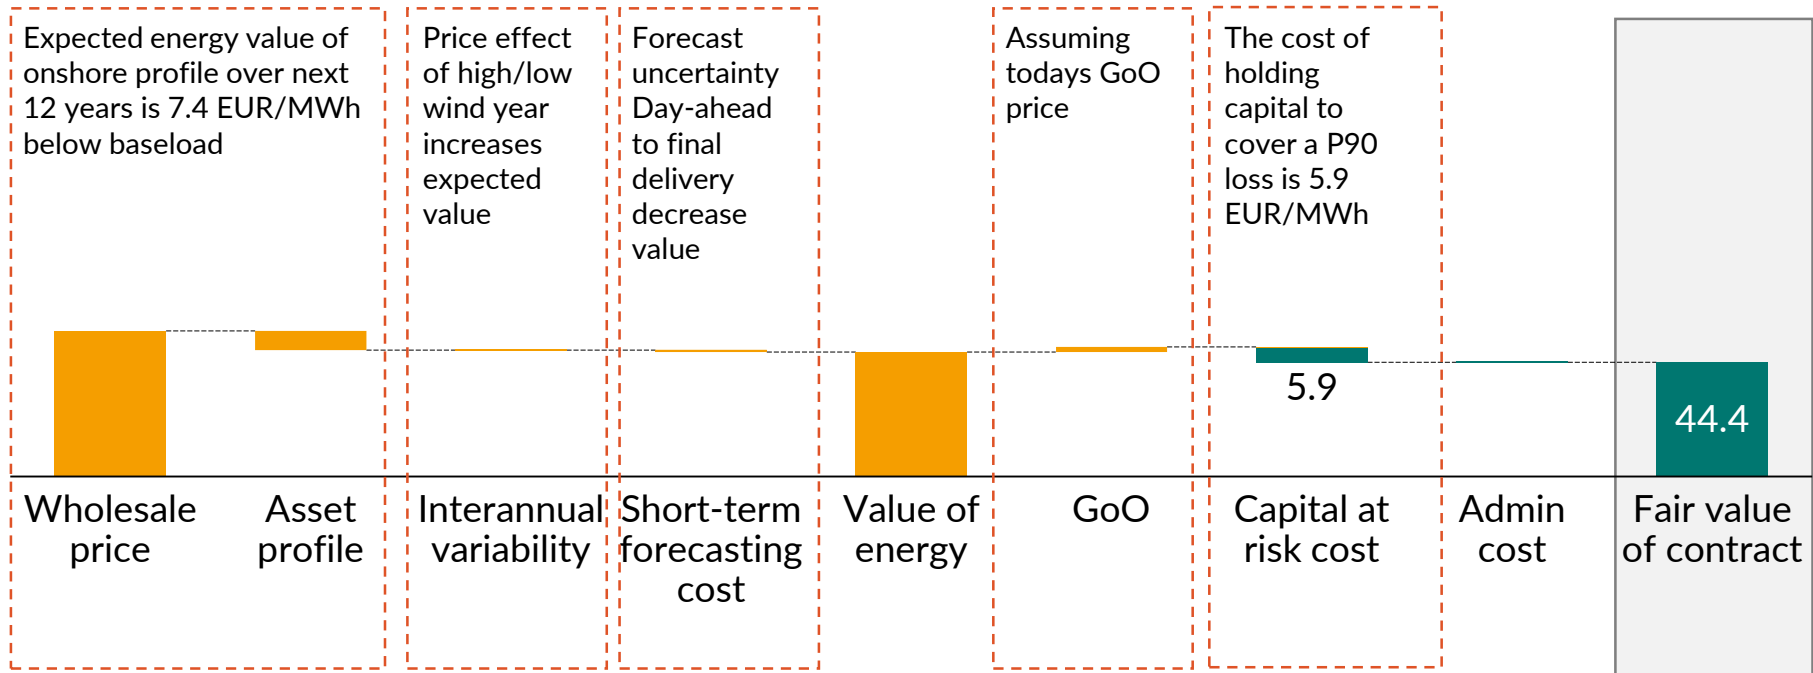 Expected energy value of
onshore profile over next
12 years is 7.4 EUR/MWh
below baseload
Price effect
of high/low
wind year
increases
expected
value
Forecast
uncertainty
Day-ahead
to final
delivery
decrease
value
Assuming
todays GoO
price
The cost of
holding
capital to
cover a P90
loss is 5.9
EUR/MWh
5.9
44.4
Wholesale
price
Asset
profile
Interannual
variability
Short-term
forecasting
cost
Value of
energy
GoO
Capital at
risk cost
Admin
cost
Fair value
of contract